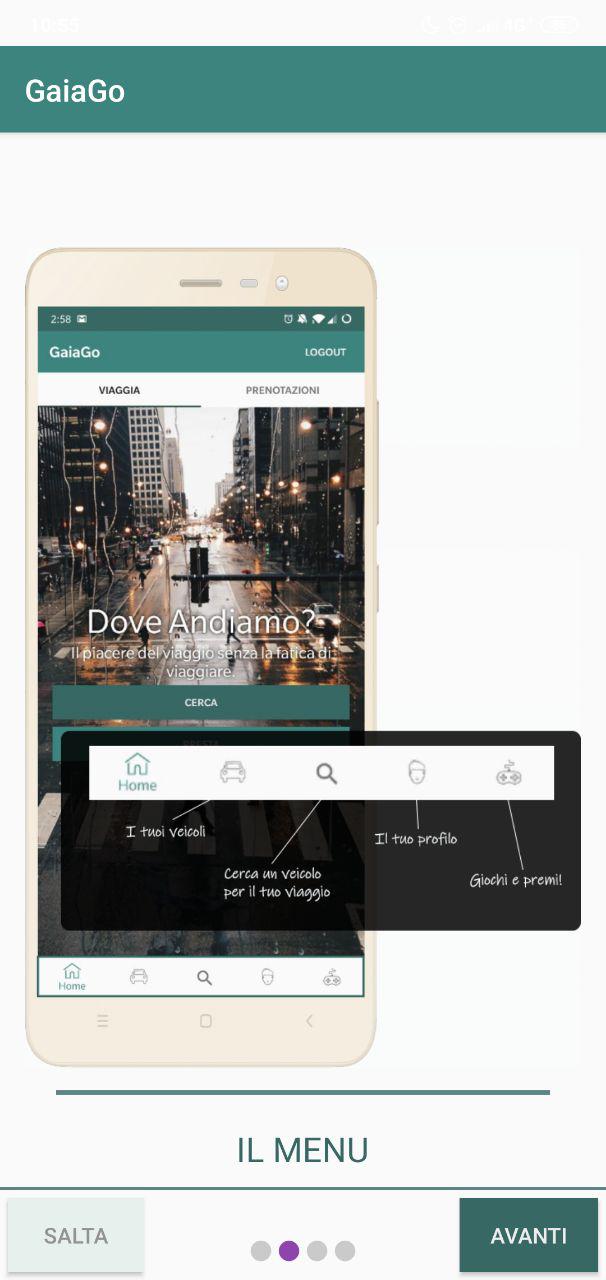 10:55
4G+
GaiaGo
2:58
GaiaGo
LOGOUT
VIAGGIA
PRENOTAZIONI
Dove Andiamo?
Il piacere del viaggio senza la fatica di
viaggiare.
CERCA
Home
I tuoi veicoli
Il tuo profilo
Cerca un veicolo
per il tuo viaggio
Giochi e premi!
Home
IL MENU
SALTA
AVANTI